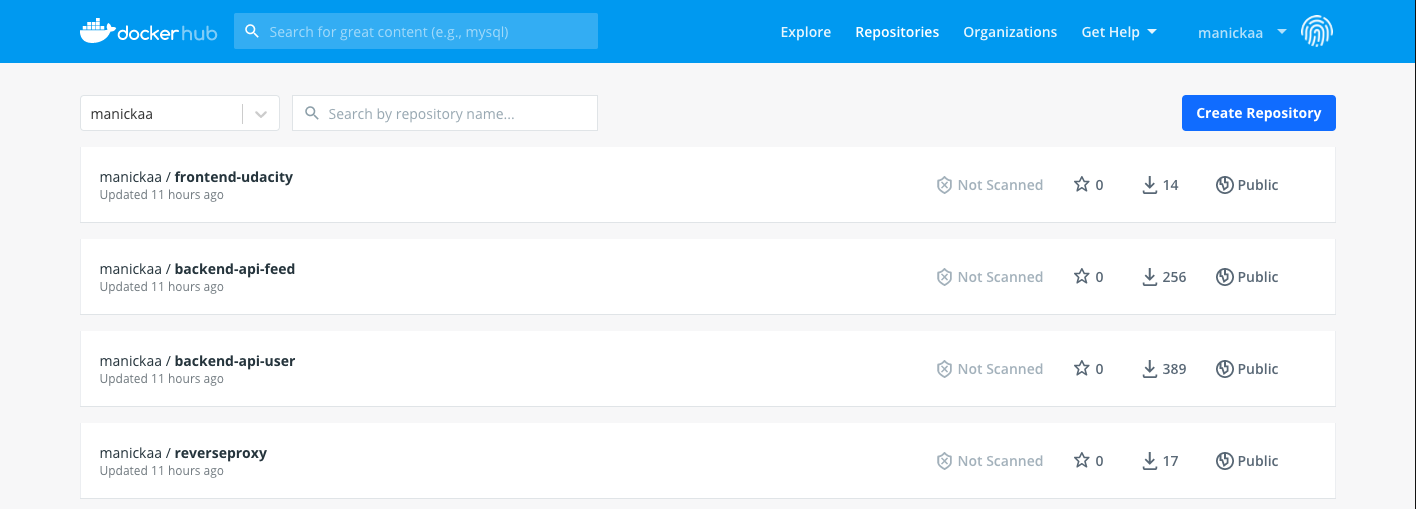 docker hub Search for great content (e.g., mysql) Explore Repositories Organizations Get Help manickaa
manickaa Search by repository name... Create Repository
manickaa / frontend-udacity Not Scanned 0 14 Public
Updated 11 hours ago
manickaa / backend-api-feed Not Scanned 0 256 Public
Updated 11 hours ago
manickaa / backend-api-user Not Scanned 0 389 Public
Updated 11 hours ago
manickaa / reverseproxy Not Scanned 0 17 Public
Updated 11 hours ago